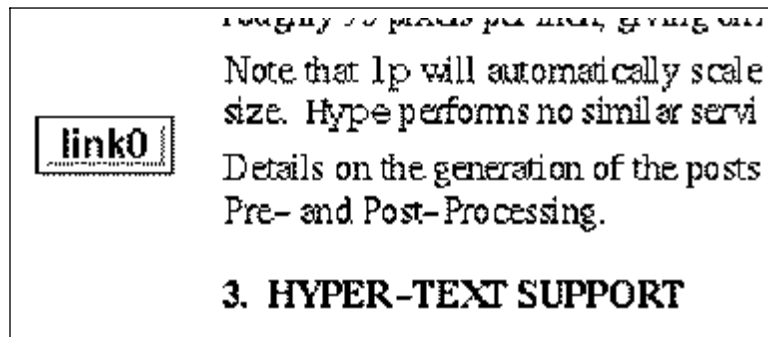 Note that lp will automatically scale
size. Hype performs no similar servi
link0
Details on the generation of the posts
Pre- and Post-Processing.
3. HYPER-TEXT SUPPORT